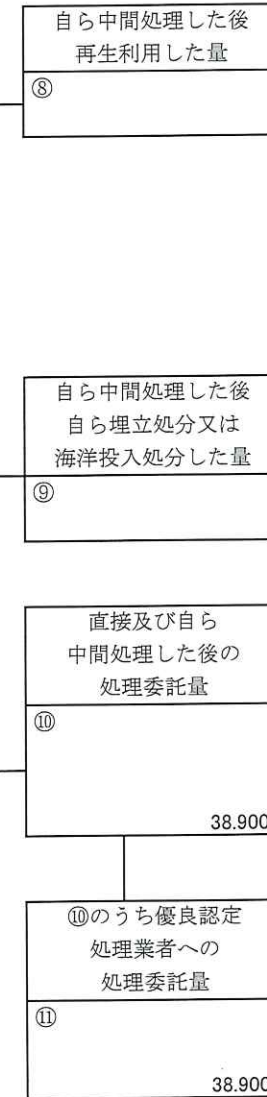 自ら中間処理した後
再生利用した量
⑧
自ら中間処理した後
自ら埋立処分又は
海洋投入処分した量
⑨
直接及び自ら
中間処理した後の
処理委託量
⑩
38.900
⑩のうち優良認定
処理業者への
処理委託量
⑪
38.900